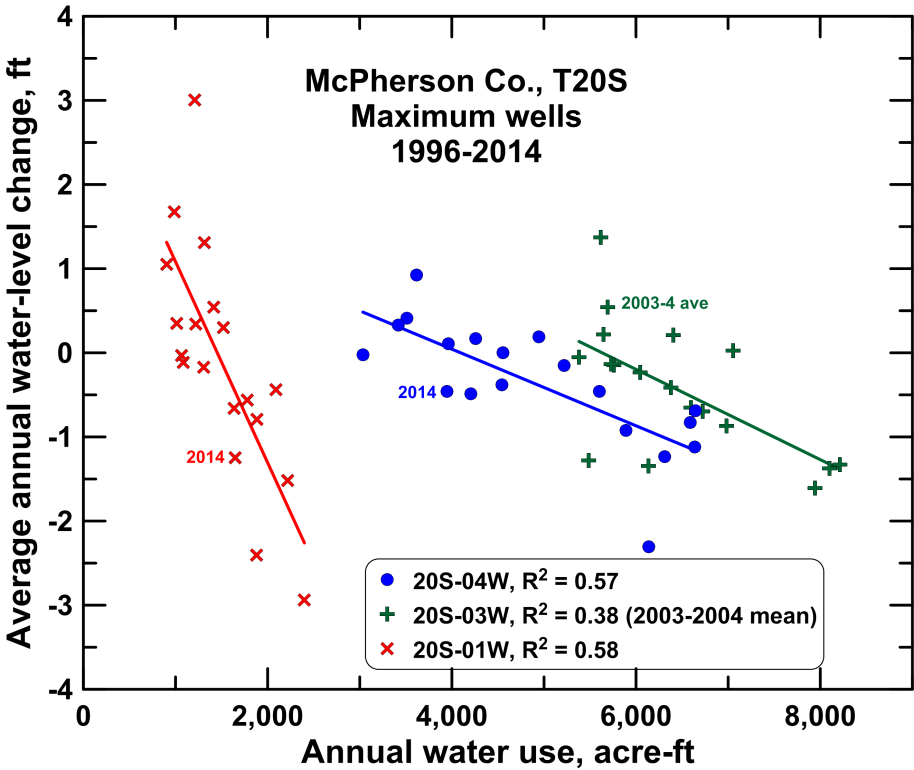 McPherson Co., T20S
Maximum wells
1996-2014
Average annual water-level change, ft
4
3
2
1
0
-1
-2
-3
-4
2003-4 ave
2014
2014
20S-04W, R² = 0.57
20S-03W, R² = 0.38 (2003-2004 mean)
20S-01W, R² = 0.58
0
2,000
4,000
6,000
8,000
Annual water use, acre-ft